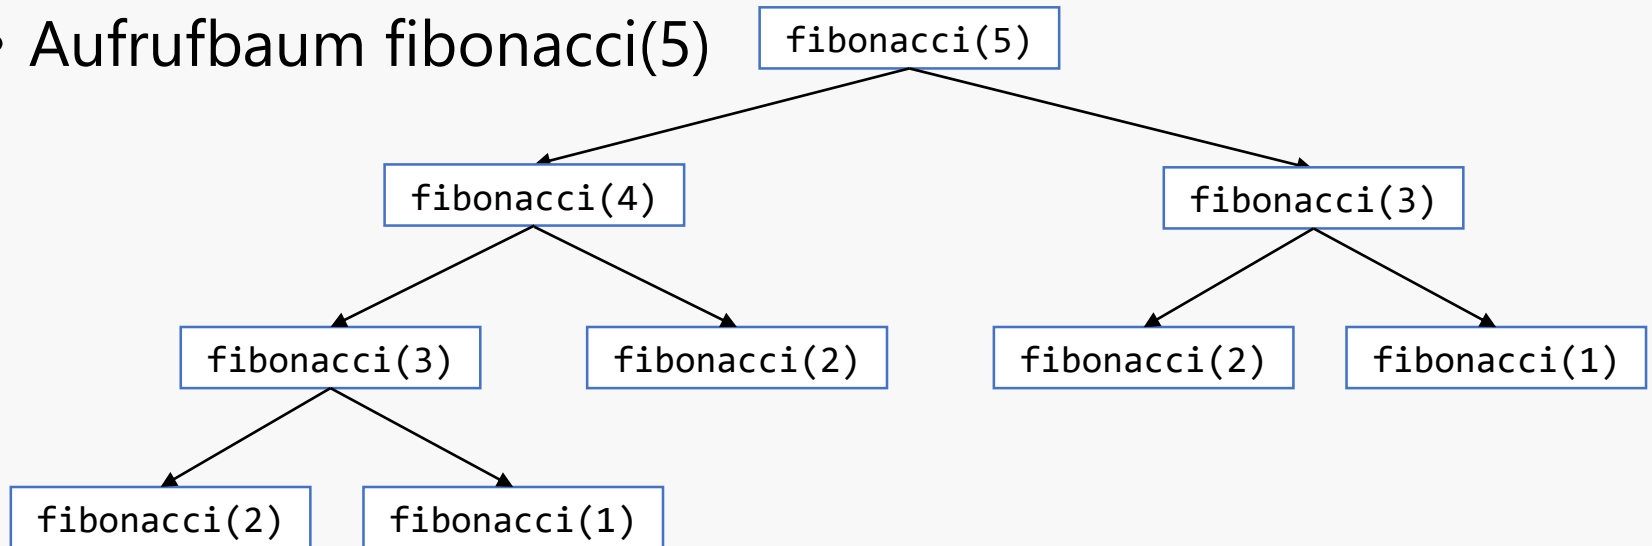 • Aufrufbaum fibonacci(5)
fibonacci(5)
fibonacci(4)
fibonacci(3)
fibonacci(3)
fibonacci(2)
fibonacci(2)
fibonacci(1)
fibonacci(2)
fibonacci(1)